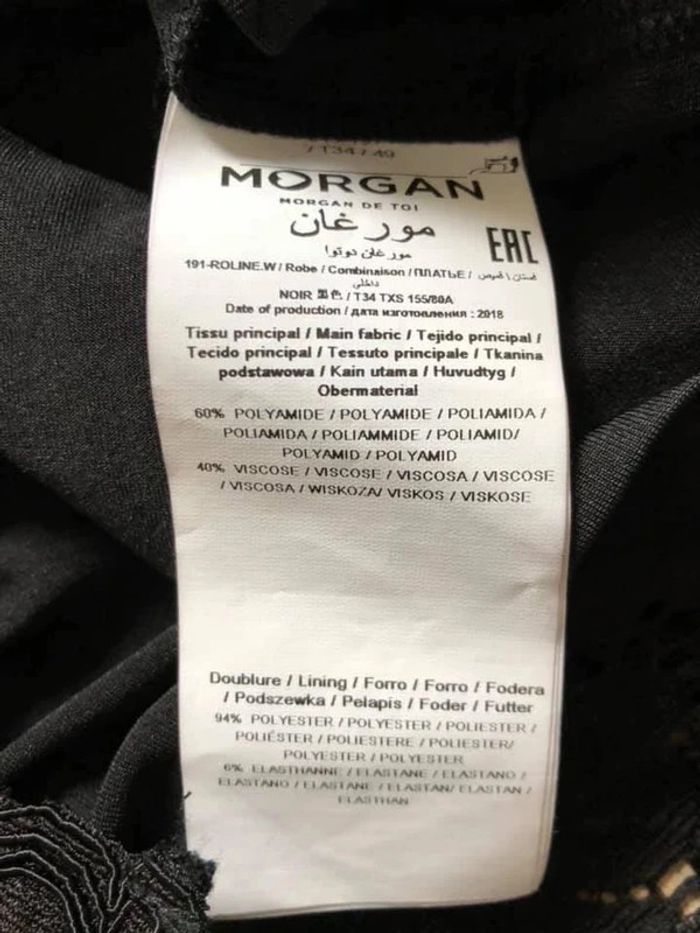 / 134 / 49
MORGAN
MORGAN DE TOI
مورغان
مورغان دوتوا
EAC
191-ROLINE.W / Robe / Combinaison / ПЛАТЬЕ / فستان \ قميص
داخلي
NOIR 黑色 / T34 TXS 155/80A
Date of production / дата изготовления : 2018
Tissu principal / Main fabric / Tejido principal /
Tecido principal / Tessuto principale / Tkanina
podstawowa / Kain utama / Huvudtyg /
Obermaterial
60% POLYAMIDE / POLYAMIDE / POLIAMIDA /
POLIAMIDA / POLIAMMIDE / POLIAMID/
POLYAMID / POLYAMID
40% VISCOSE / VISCOSE / VISCOSA / VISCOSE
/ VISCOSA / WISKOZA/ VISKOS / VISKOSE
Doublure / Lining / Forro / Forro / Fodera
/ Podszewka / Pelapis / Foder / Futter
94% POLYESTER / POLYESTER / POLIESTER /
POLIÉSTER / POLIESTERE / POLIESTER/
POLYESTER / POLYESTER
6% ELASTHANNE / ELASTANE / ELASTANO /
ELASTANO / ELASTANE / ELASTAN/ ELASTAN /
ELASTHAN